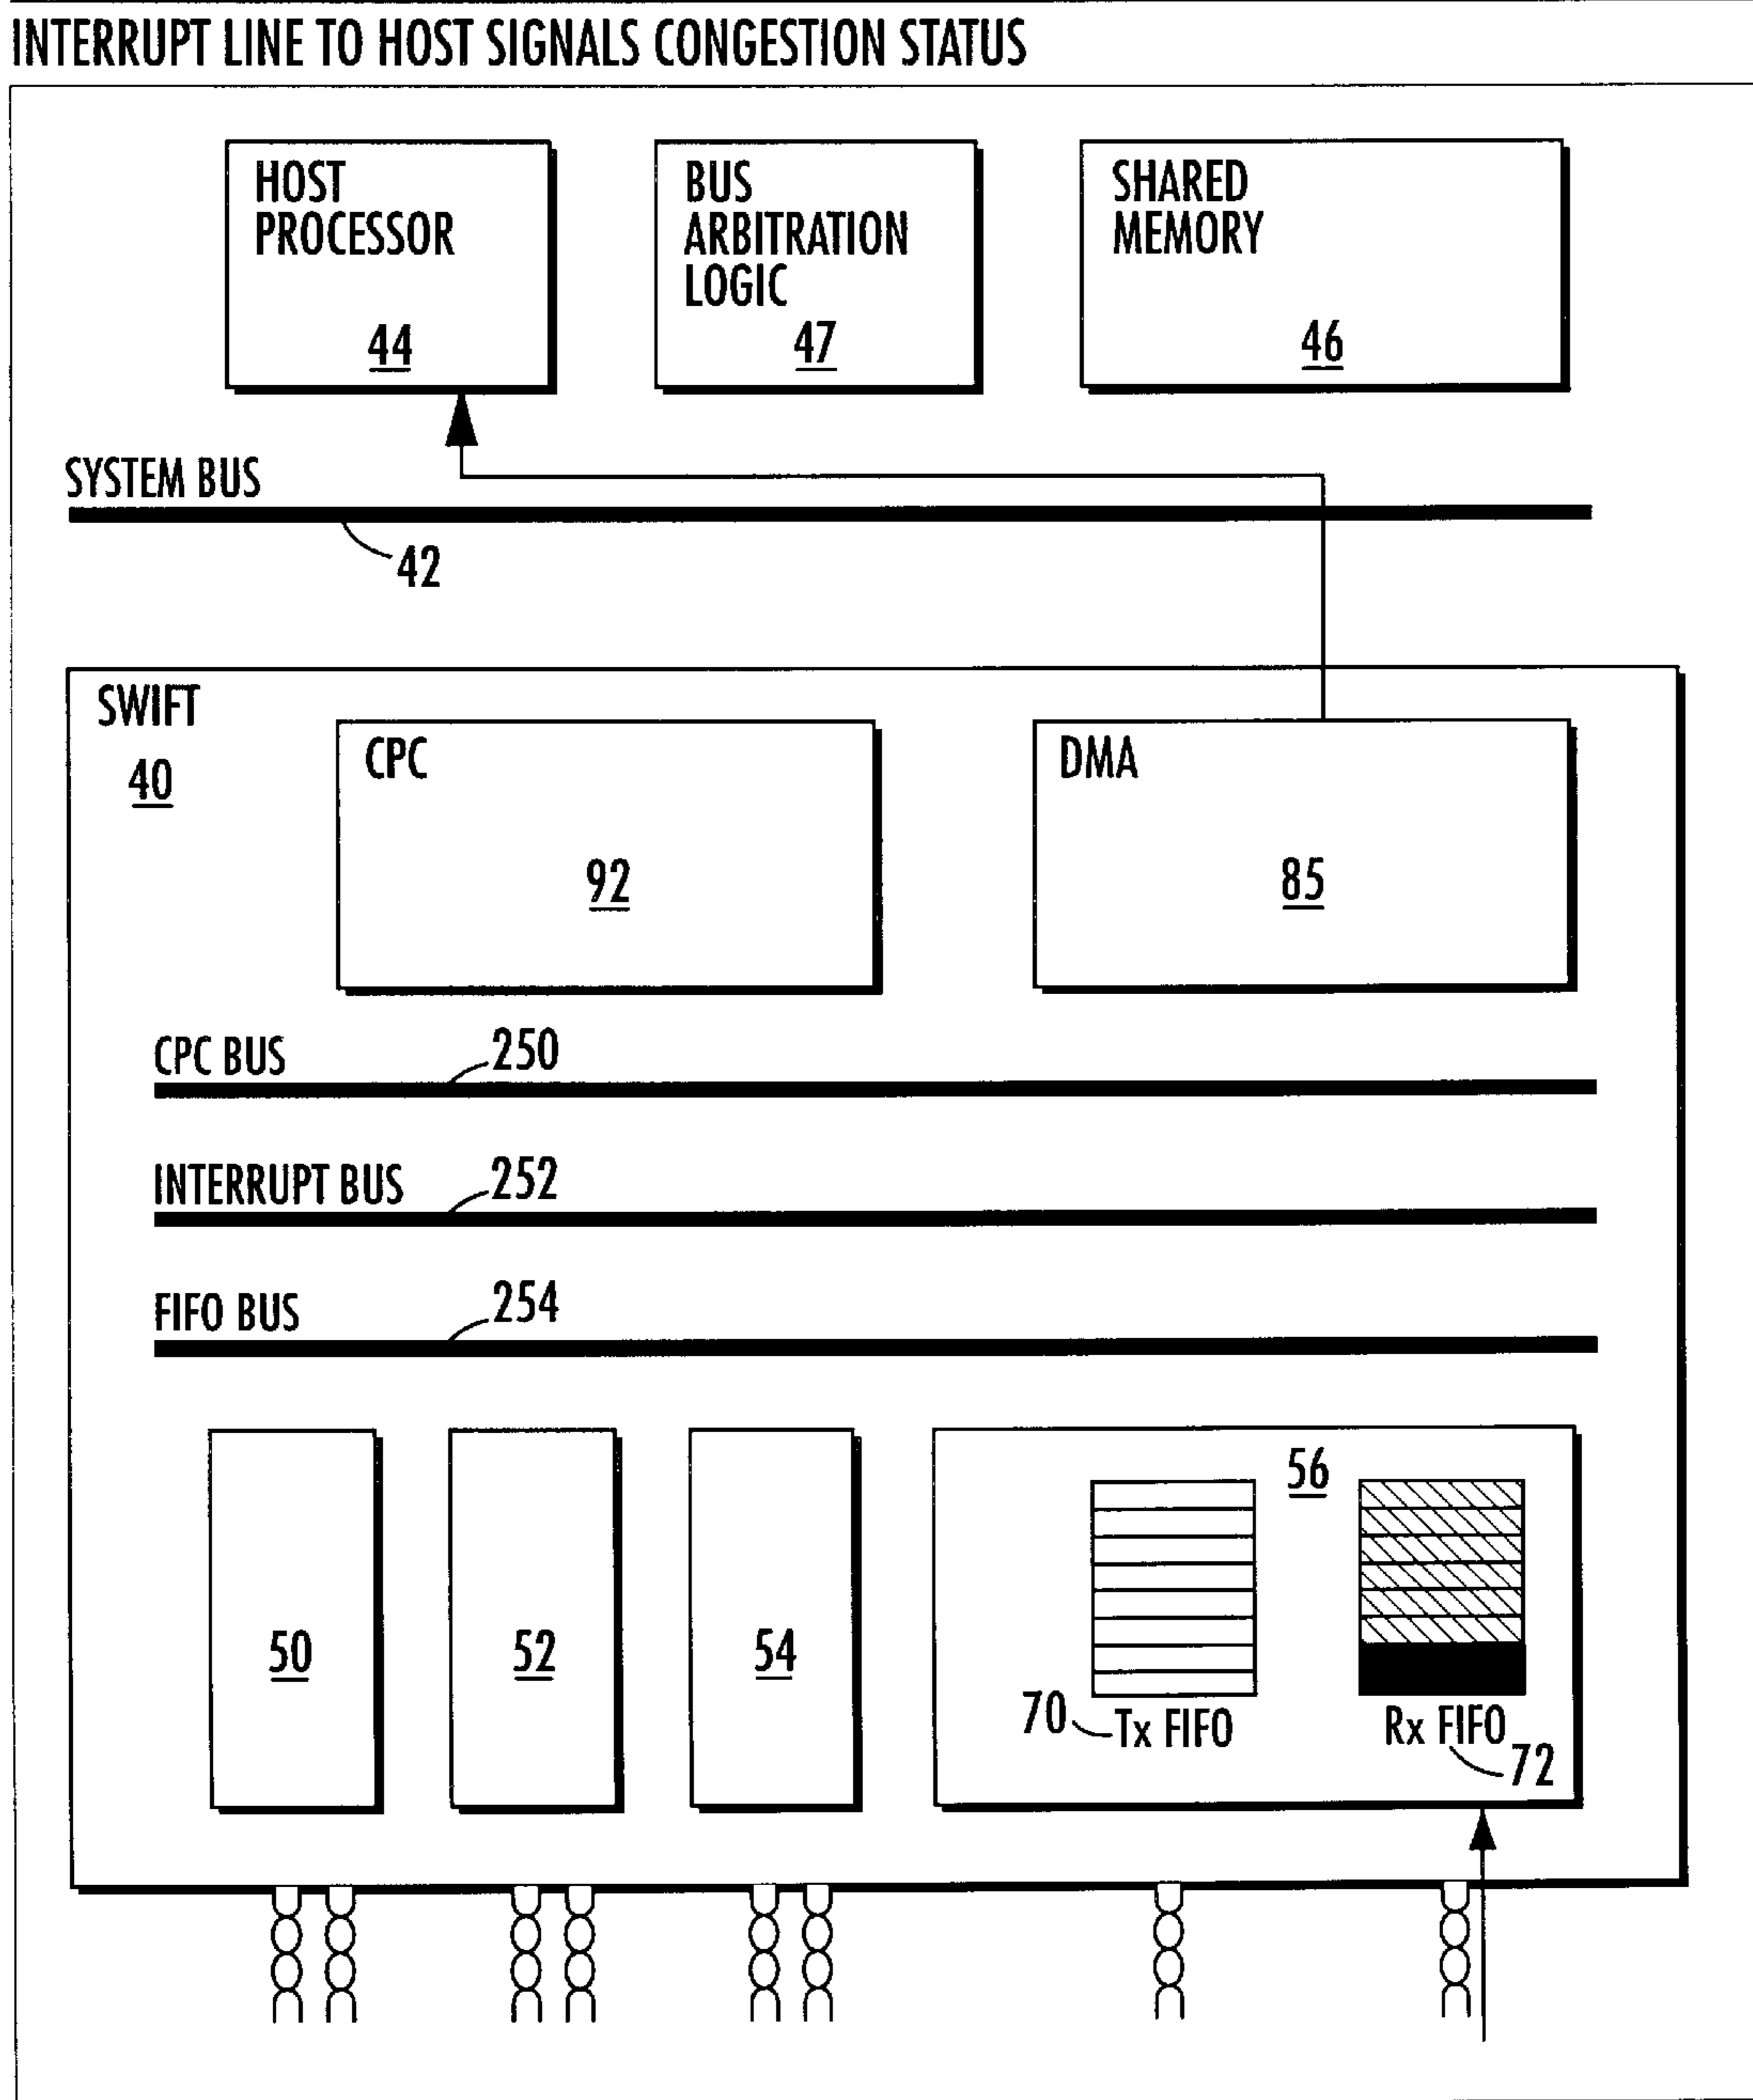 INTERRUPT LINE TO HOST SIGNALS CONGESTION STATUS
HOST
PROCESSOR
44
BUS
ARBITRATION
LOGIC
47
SHARED
MEMORY
46
SYSTEM BUS
42
SWIFT
40
CPC
92
DMA
85
CPC BUS
250
INTERRUPT BUS
252
FIFO BUS
254
50
52
54
56
70
Tx FIFO
Rx FIFO
72